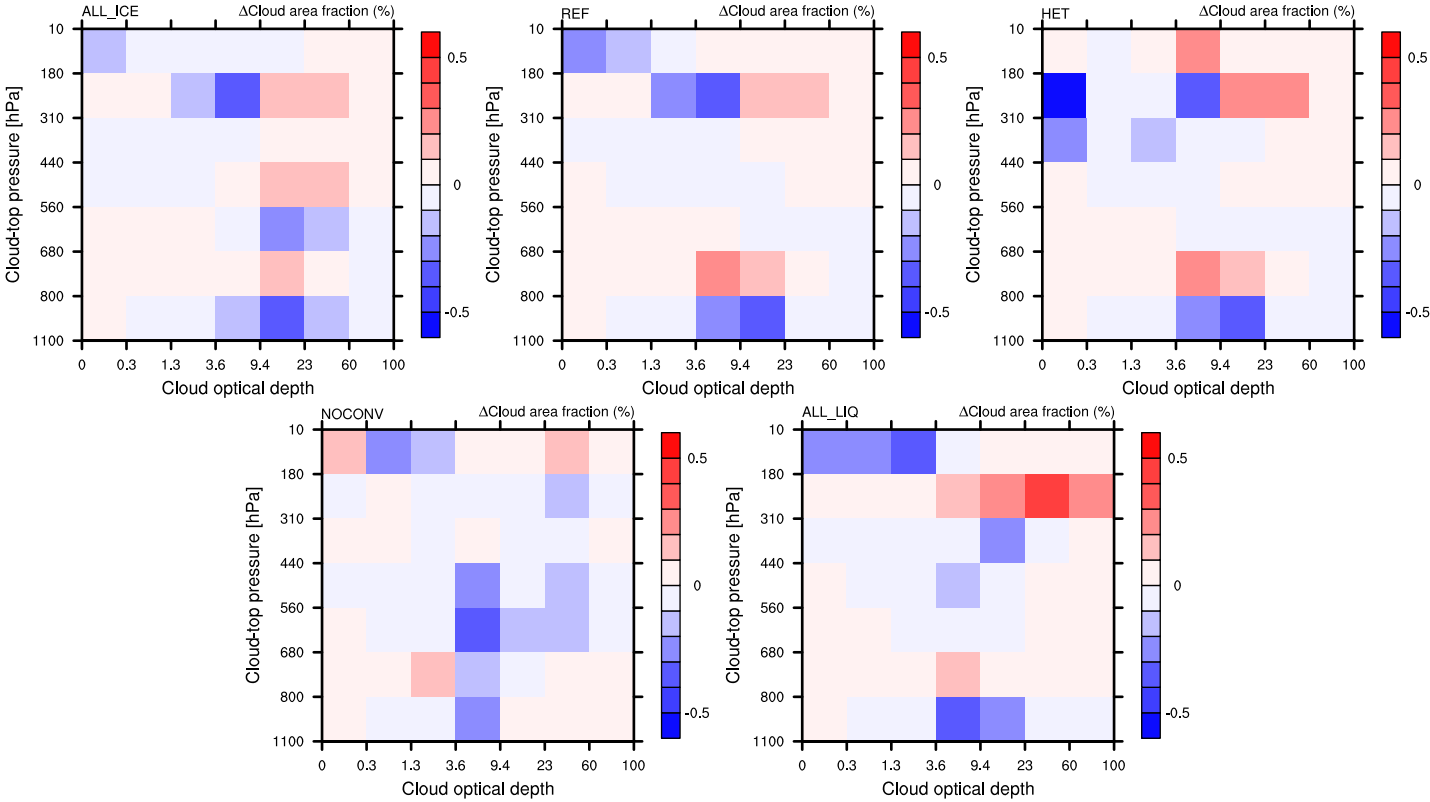 ALL_ICE ΔCloud area fraction (%)
10
180
310
440
560
680
800
1100
Cloud-top pressure [hPa]
0 0.3 1.3 3.6 9.4 23 60 100
Cloud optical depth
0.5
0
-0.5
REF ΔCloud area fraction (%)
10
180
310
440
560
680
800
1100
Cloud-top pressure [hPa]
0 0.3 1.3 3.6 9.4 23 60 100
Cloud optical depth
0.5
0
-0.5
HET ΔCloud area fraction (%)
10
180
310
440
560
680
800
1100
Cloud-top pressure [hPa]
0 0.3 1.3 3.6 9.4 23 60 100
Cloud optical depth
0.5
0
-0.5
NOCONV ΔCloud area fraction (%)
10
180
310
440
560
680
800
1100
Cloud-top pressure [hPa]
0 0.3 1.3 3.6 9.4 23 60 100
Cloud optical depth
0.5
0
-0.5
ALL_LIQ ΔCloud area fraction (%)
10
180
310
440
560
680
800
1100
Cloud-top pressure [hPa]
0 0.3 1.3 3.6 9.4 23 60 100
Cloud optical depth
0.5
0
-0.5